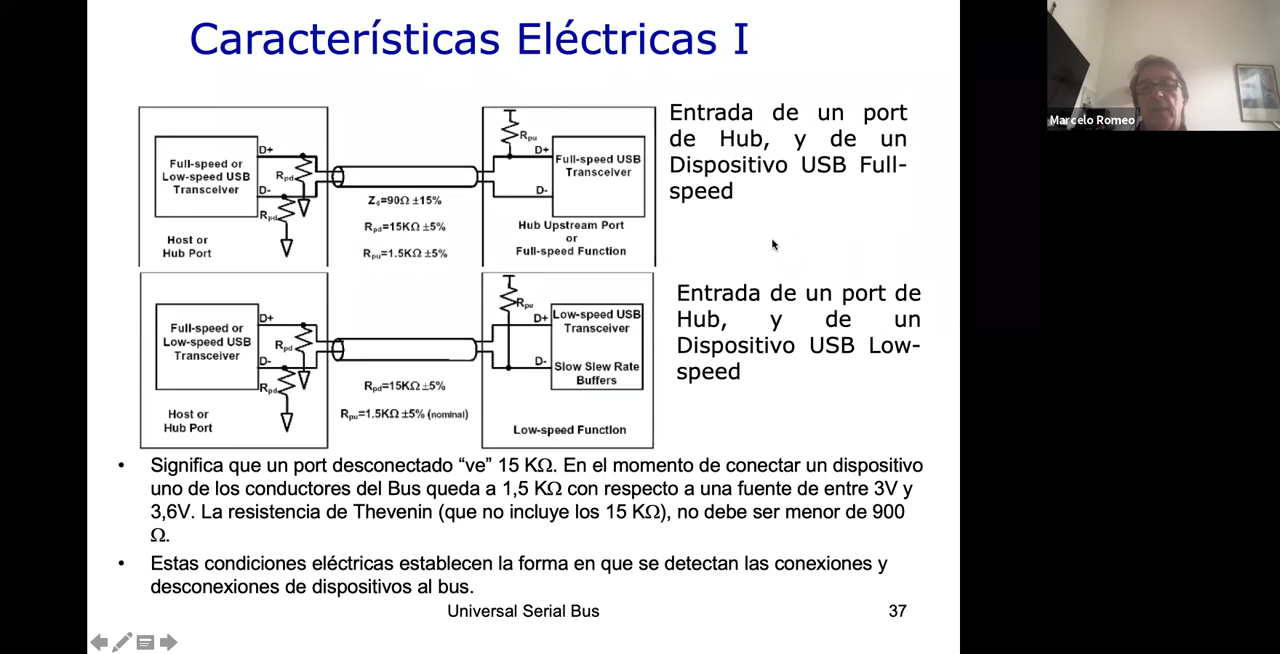 Características Eléctricas I
Marcelo Romeo
D+
Full-speed or
Low-speed USB
Transceiver
Rpd
D-
Rpd
Host or
Hub Port
Z₀=90Ω ±15%
Rpd=15KΩ ±5%
Rpu=1.5KΩ ±5%
Rpu
D+
Full-speed USB
Transceiver
D-
Hub Upstream Port
or
Full-speed Function
Entrada de un port
de Hub, y de un
Dispositivo USB Full-
speed
D+
Full-speed or
Low-speed USB
Transceiver
Rpd
D-
Rpd
Host or
Hub Port
Rpd=15KΩ ±5%
Rpu=1.5KΩ ±5% (nominal)
Rpu
D+
Low-speed USB
Transceiver
D-
Slow Slew Rate
Buffers
Low-speed Function
Entrada de un port de
Hub, y de un
Dispositivo USB Low-
speed
• Significa que un port desconectado “ve” 15 KΩ. En el momento de conectar un dispositivo
uno de los conductores del Bus queda a 1,5 KΩ con respecto a una fuente de entre 3V y
3,6V. La resistencia de Thevenin (que no incluye los 15 KΩ), no debe ser menor de 900
Ω.
• Estas condiciones eléctricas establecen la forma en que se detectan las conexiones y
desconexiones de dispositivos al bus.
Universal Serial Bus
37